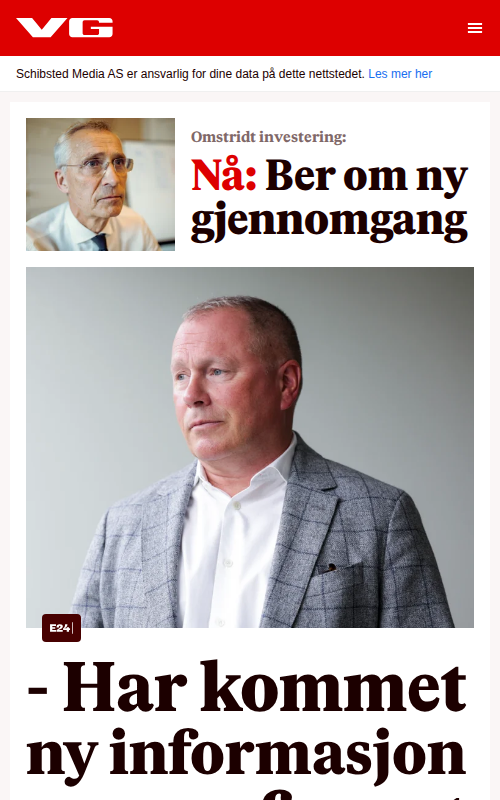 VG
Schibsted Media AS er ansvarlig for dine data på dette nettstedet. Les mer her
Omstridt investering:
Nå: Ber om ny
gjennomgang
E24
- Har kommet
ny informasjon